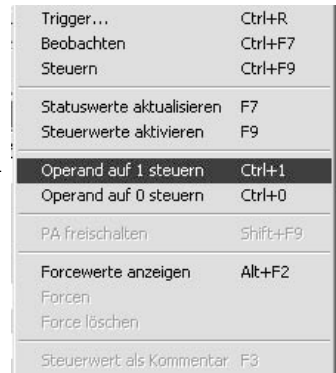 Trigger... Ctrl+R
Beobachten Ctrl+F7
Steuern Ctrl+F9
Statuswerte aktualisieren F7
Steuerwerte aktivieren F9
Operand auf 1 steuern Ctrl+1
Operand auf 0 steuern Ctrl+0
PA freischalten Shift+F9
Forcewerte anzeigen Alt+F2
Forcen
Force löschen
Steuerwert als Kommentar F3